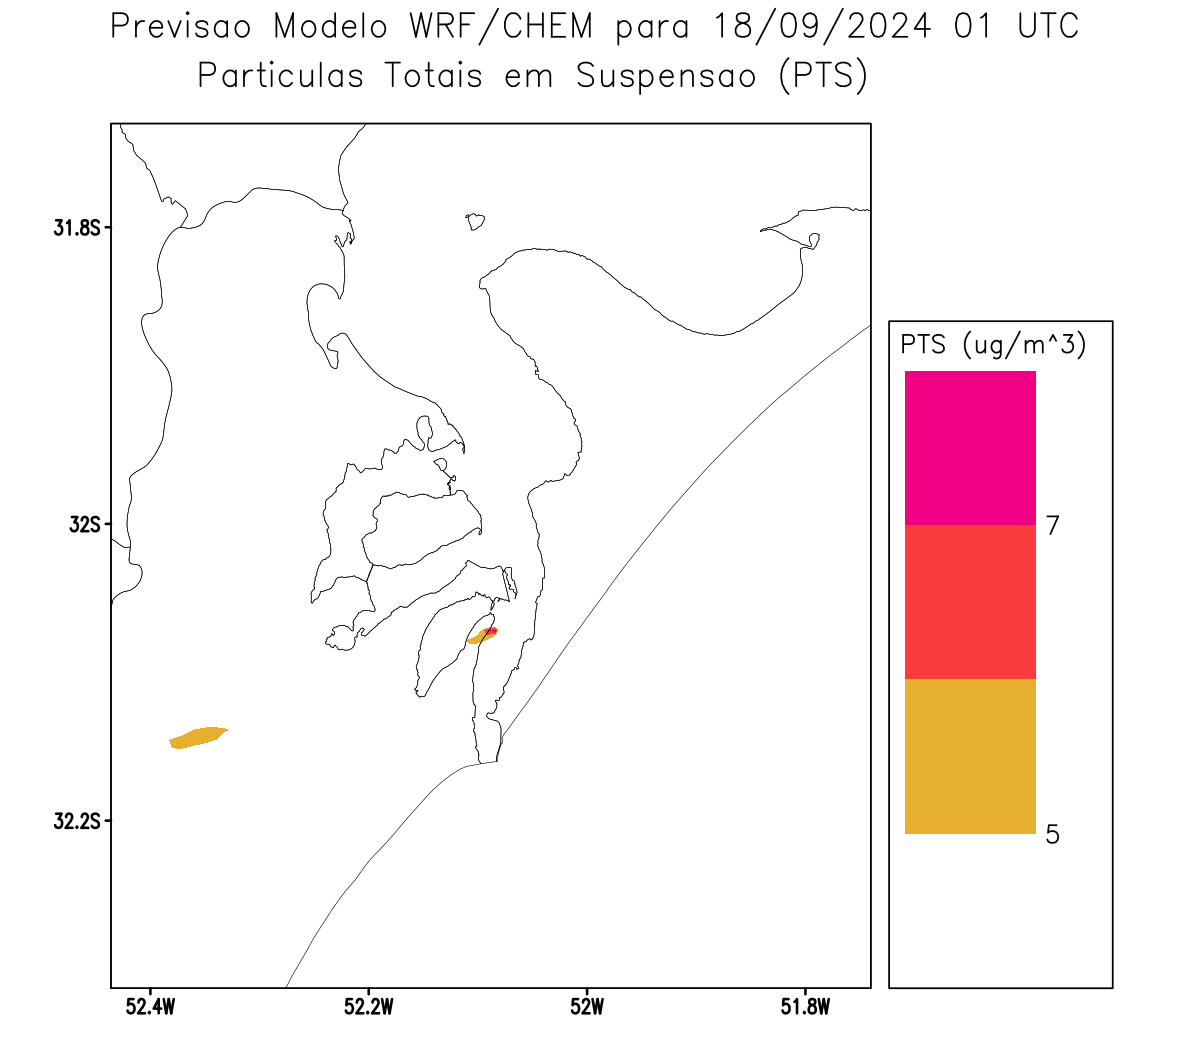 Previsao Modelo WRF/CHEM para 18/09/2024 01 UTC
Particulas Totais em Suspensao (PTS)
31.8S
32S
32.2S
52.4W
52.2W
52W
51.8W
PTS (ug/m^3)
7
5